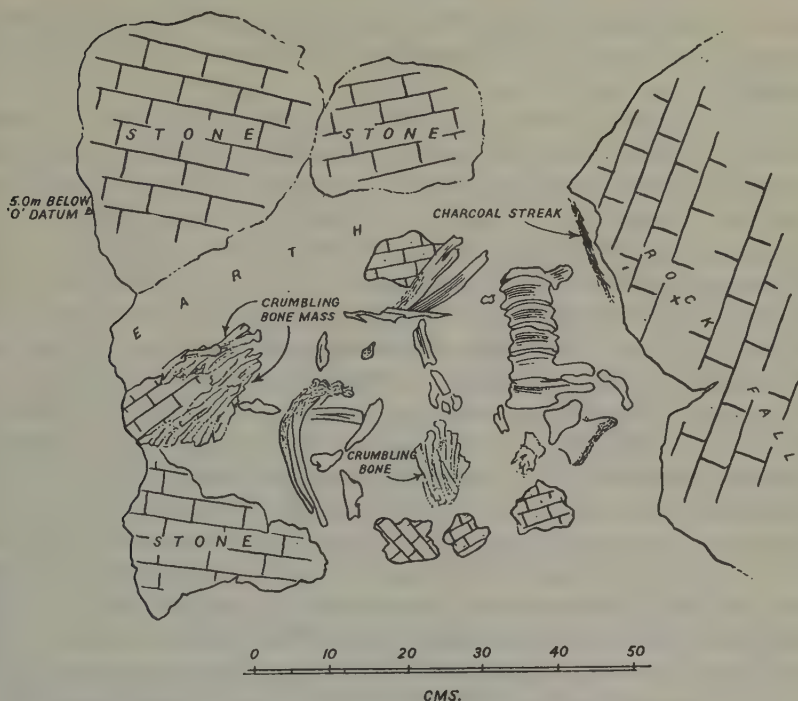 STONE
STONE
5.0m BELOW
'O' DATUM
CHARCOAL STREAK
EARTH
ROCK FALL
CRUMBLING
BONE MASS
CRUMBLING
BONE
STONE
0 10 20 30 40 50
CMS.